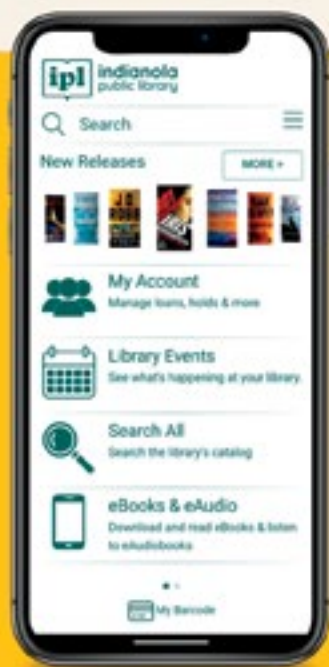 ipl indianola
public library
Search
New Releases MORE »
My Account
Manage loans, holds & more
Library Events
See what's happening at your library.
Search All
Search the library's catalog
eBooks & eAudio
Download and read eBooks & listen
to eAudiobooks
My Barcode